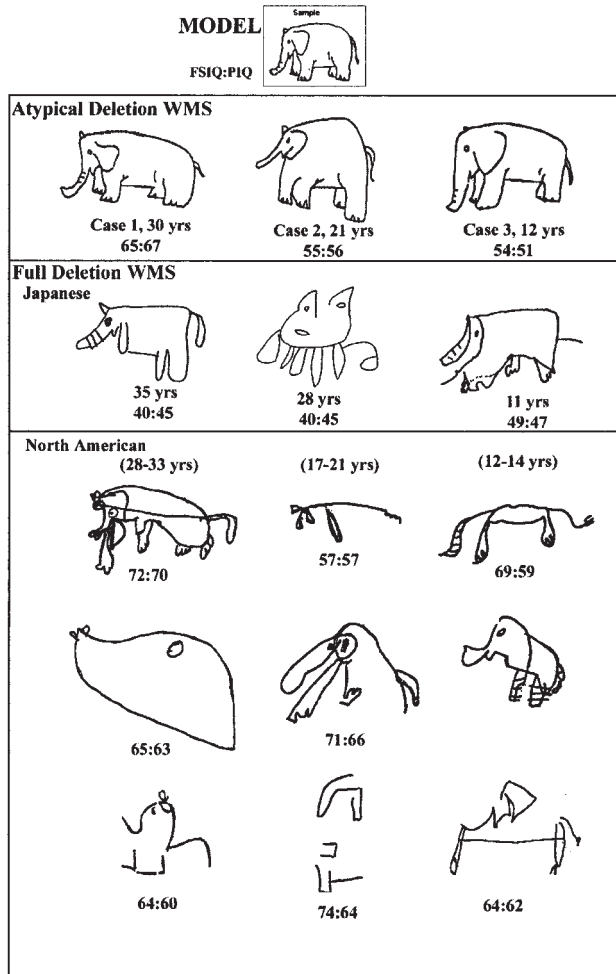 MODEL
Sample
FSIQ:PIQ
Atypical Deletion WMS
Case 1, 30 yrs
65:67
Case 2, 21 yrs
55:56
Case 3, 12 yrs
54:51
Full Deletion WMS
Japanese
35 yrs
40:45
28 yrs
40:45
11 yrs
49:47
North American
(28-33 yrs) (17-21 yrs) (12-14 yrs)
72:70
57:57
69:59
65:63
71:66
64:60
74:64
64:62